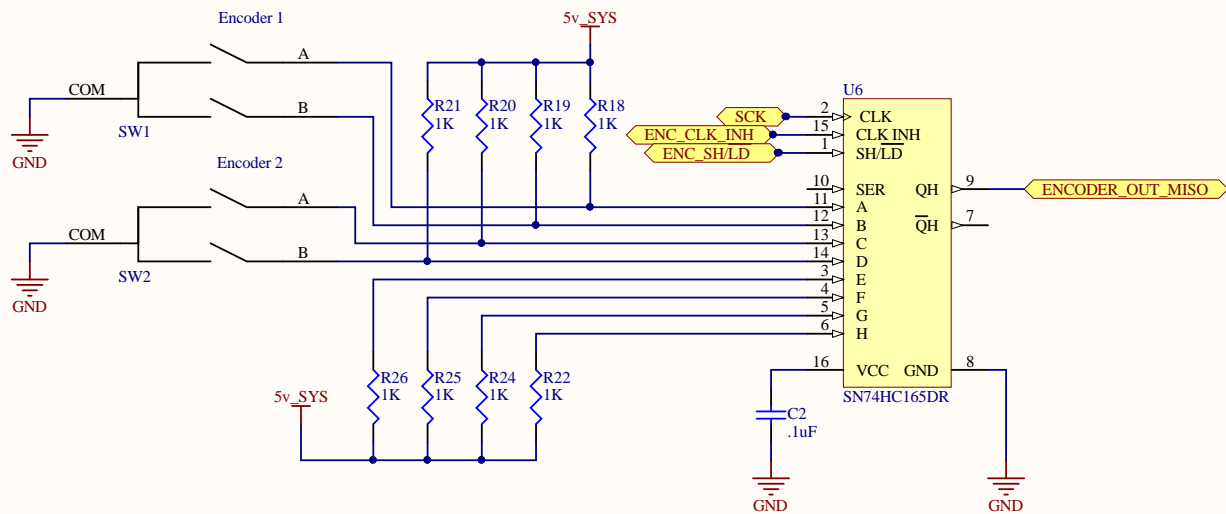 Encoder 1
5v_SYS
A
COM
B
SW1
GND
R21
1K
R20
1K
R19
1K
R18
1K
U6
SCK
2
CLK
ENC_CLK_INH
15
CLK INH
ENC_SH/LD
1
SH/LD
Encoder 2
A
COM
B
SW2
GND
10
SER
QH
9
ENCODER_OUT_MISO
11
A
12
B
QH
7
13
C
14
D
3
E
4
F
5
G
6
H
5v_SYS
R26
1K
R25
1K
R24
1K
R22
1K
16
VCC
GND
8
SN74HC165DR
C2
.1uF
GND
GND